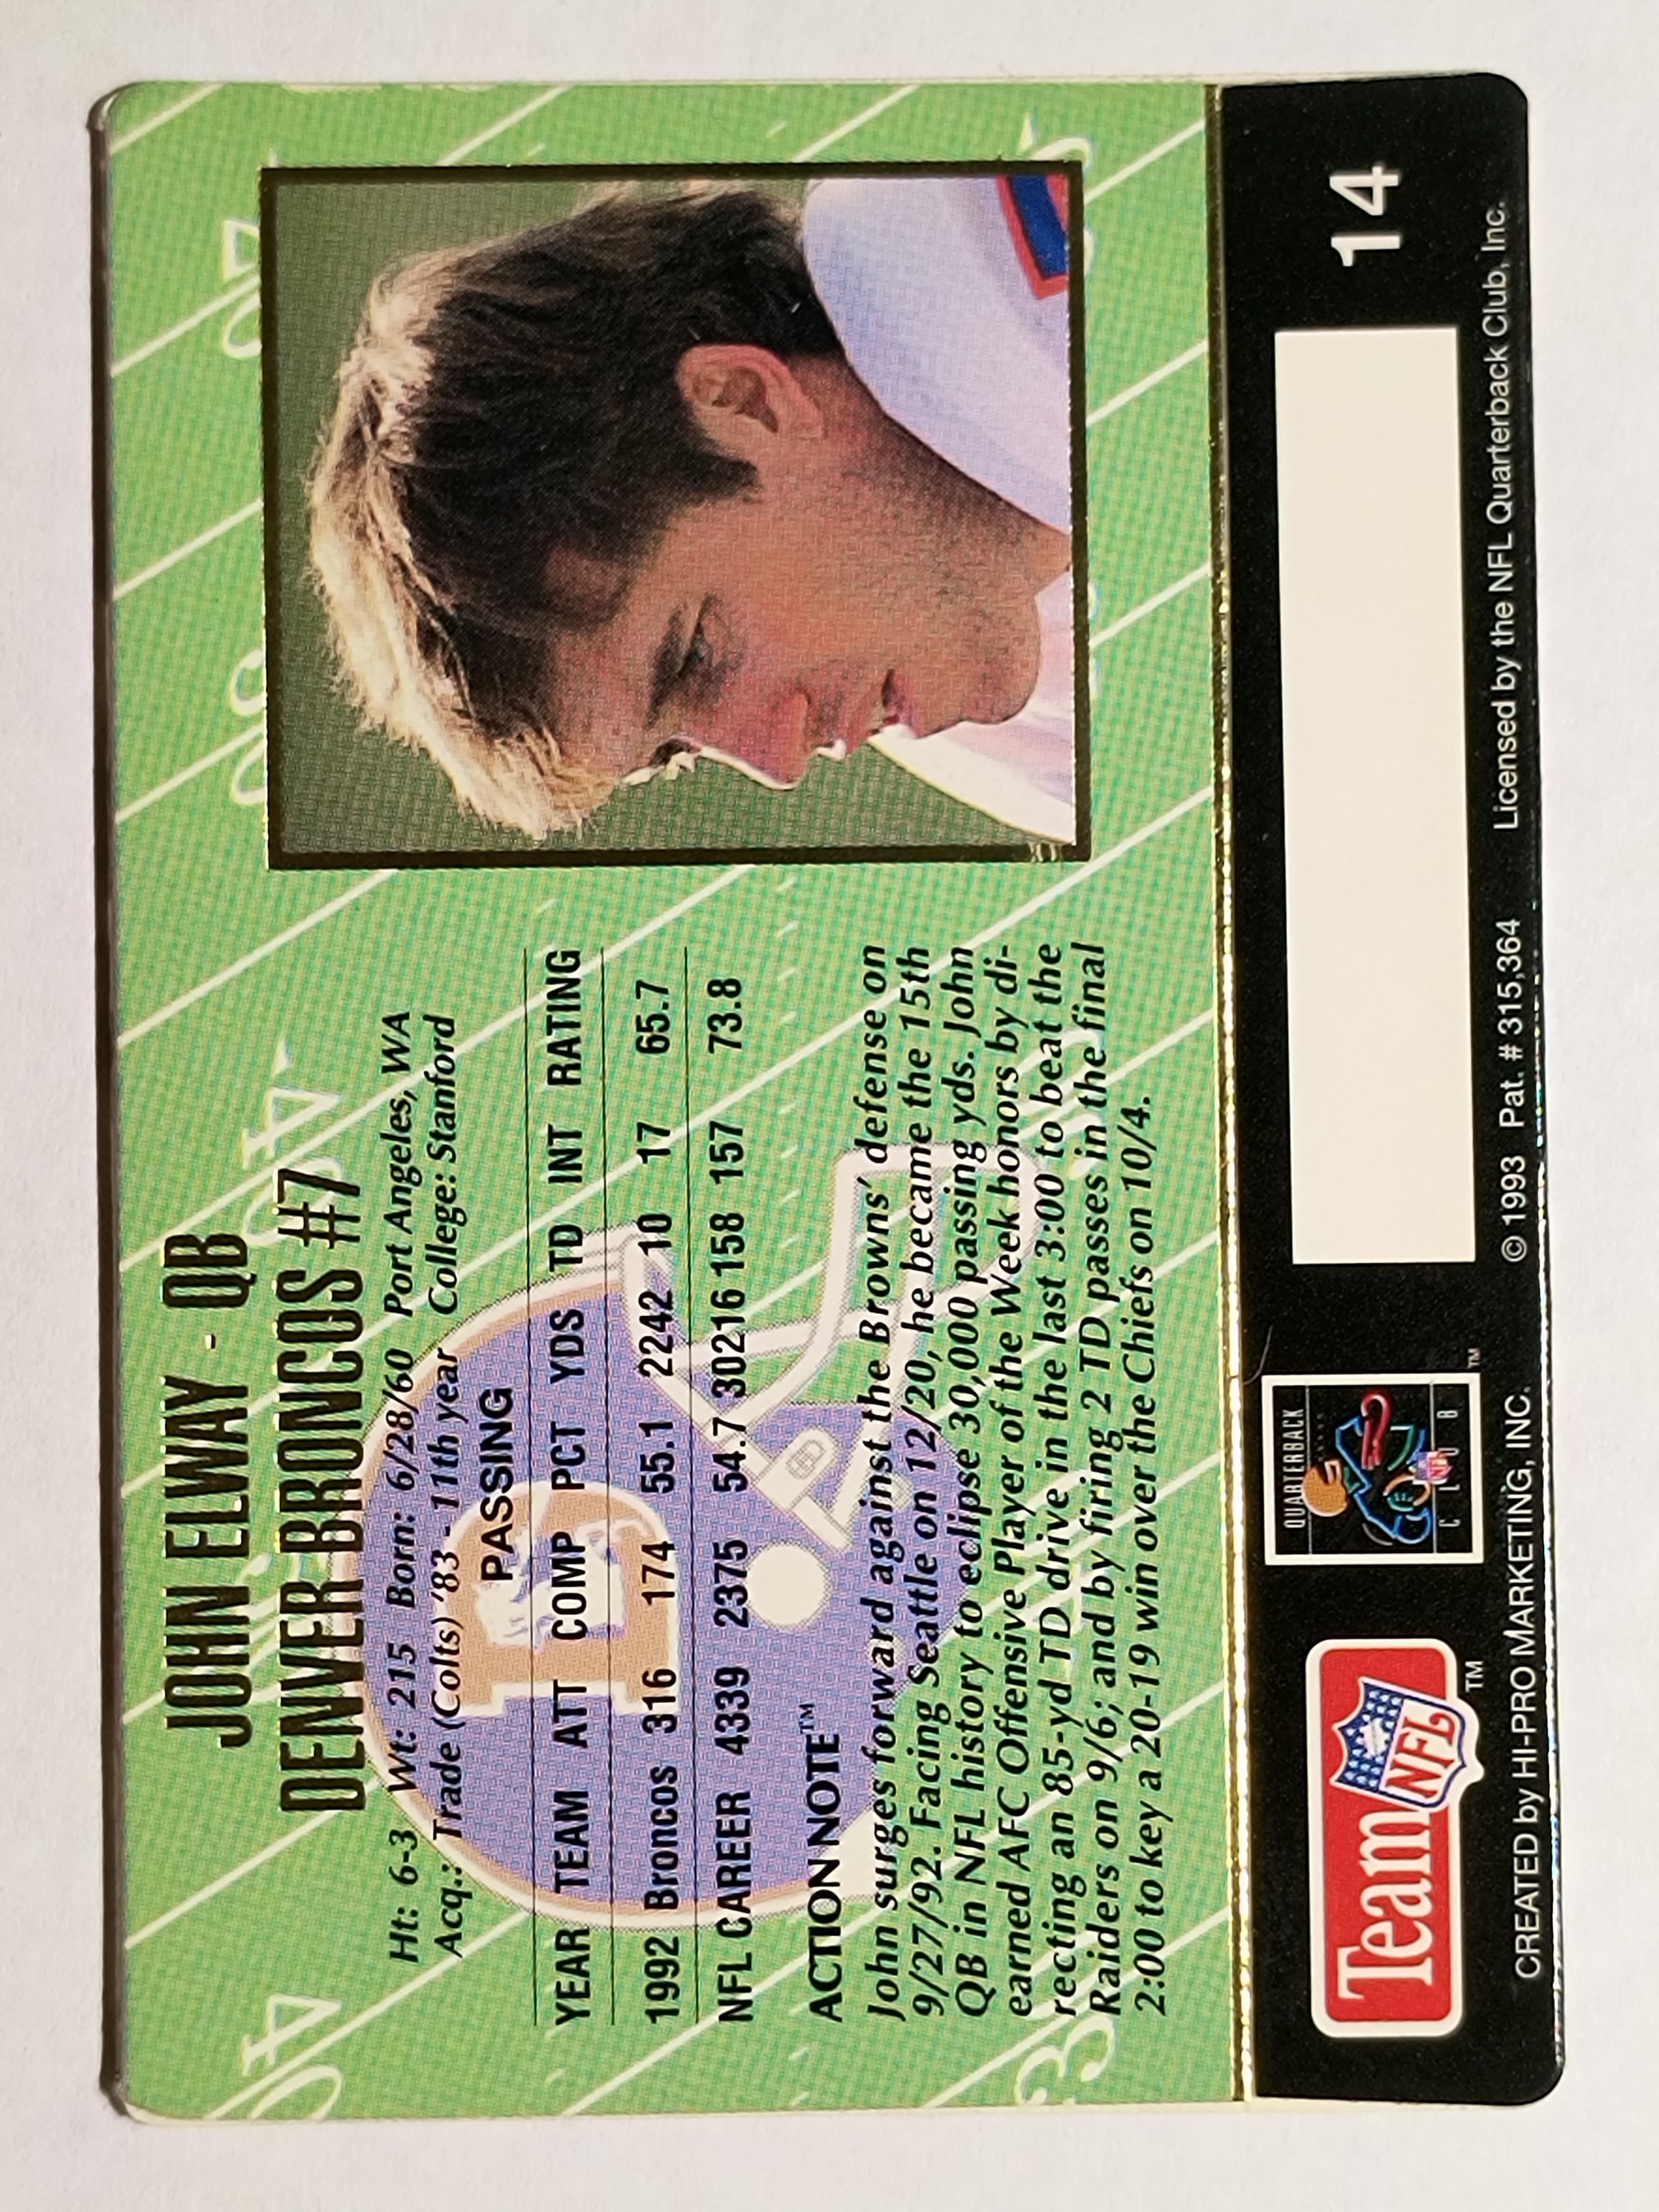 JOHN ELWAY - QB
DENVER BRONCOS #7
Ht: 6-3 Wt: 215 Born: 6/28/60 Port Angeles, WA
Acq.: Trade (Colts) '83 - 11th year College: Stanford
PASSING
YEAR TEAM ATT COMP PCT YDS TD INT RATING
1992 Broncos 316 174 55.1 2242 10 17 65.7
NFL CAREER 4339 2375 54.7 30216 158 157 73.8
ACTION NOTE™
John surges forward against the Browns' defense on
9/27/92. Facing Seattle on 12/20, he became the 15th
QB in NFL history to eclipse 30,000 passing yds. John
earned AFC Offensive Player of the Week honors by di-
recting an 85-yd TD drive in the last 3:00 to beat the
Raiders on 9/6; and by firing 2 TD passes in the final
2:00 to key a 20-19 win over the Chiefs on 10/4.
Team NFL™
QUARTERBACK
CLUB™
14
CREATED by HI-PRO MARKETING, INC. © 1993 Pat. # 315,364 Licensed by the NFL Quarterback Club, Inc.